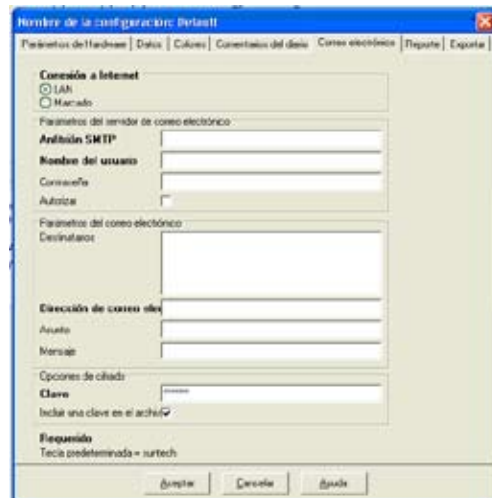 Nombre de la configuración: Default
Parámetros de Hardware | Datos | Colores | Comentarios del diario | Correo electrónico | Reporte | Exportar
Conexión a Internet
LAN
Marcado
Parámetros del servidor de correo electrónico
Anfitrión SMTP
Nombre del usuario
Contraseña
Autorizar
Parámetros del correo electrónico
Destinatarios
Dirección de correo elec
Asunto
Mensaje
Opciones de cifrado
Clave
Incluir una clave en el archiv
Requerido
Tecla predeterminada = surtech
Aceptar Cancelar Ayuda